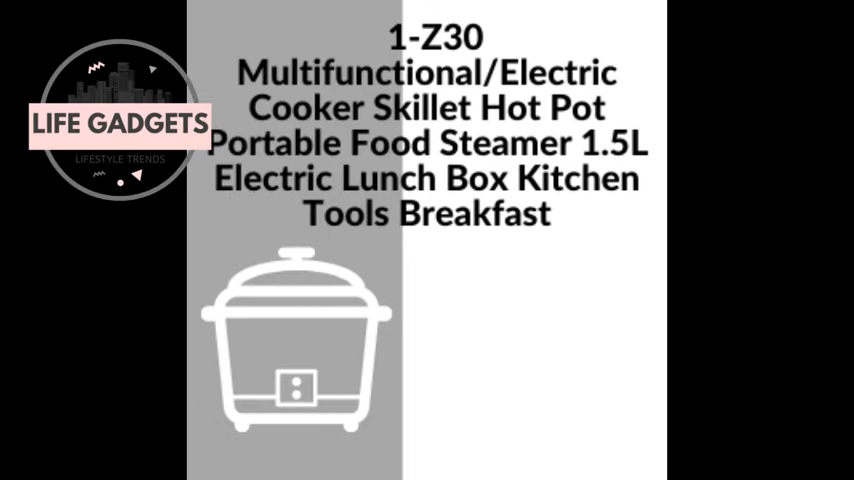 1-Z30
Multifunctional/Electric
Cooker Skillet Hot Pot
Portable Food Steamer 1.5L
Electric Lunch Box Kitchen
Tools Breakfast
LIFE GADGETS
LIFESTYLE TRENDS